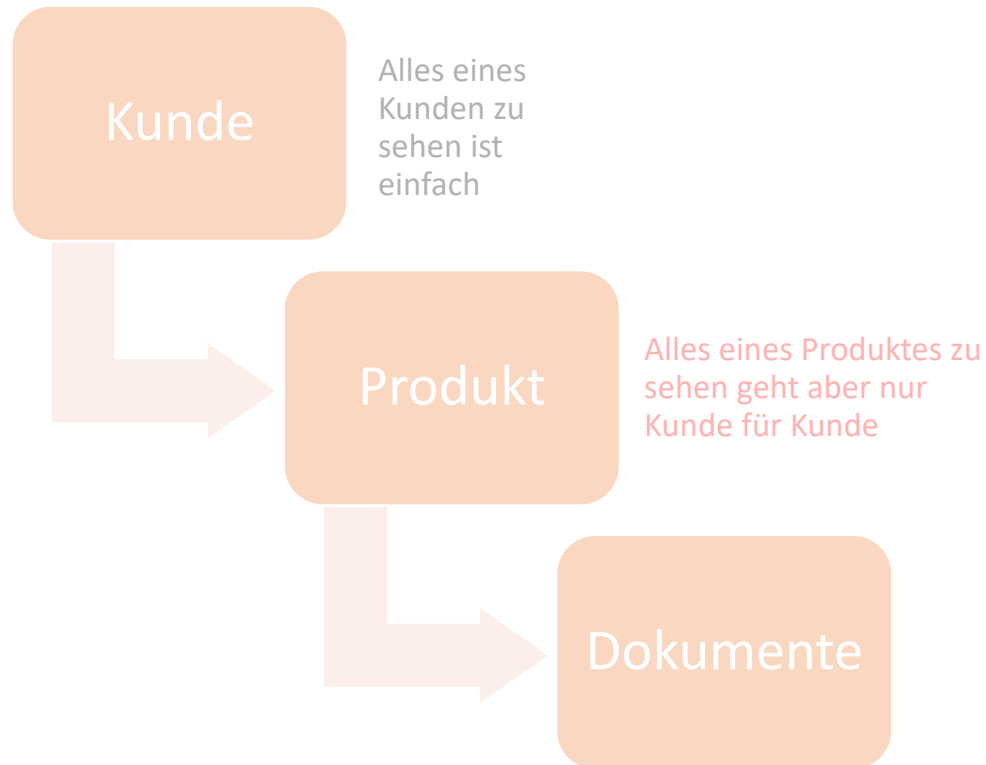 Kunde
Alles eines
Kunden zu
sehen ist
einfach
Produkt
Alles eines Produktes zu
sehen geht aber nur
Kunde für Kunde
Dokumente